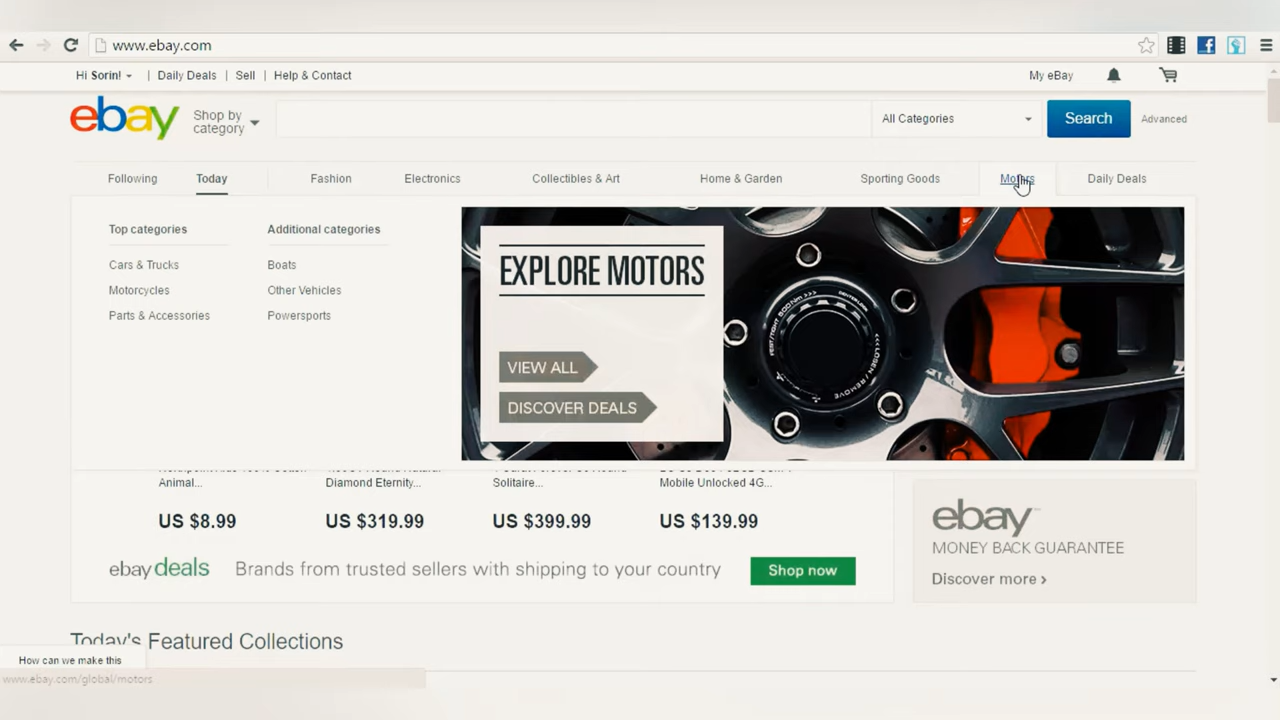 www.ebay.com
Hi Sorin! Daily Deals Sell Help & Contact My eBay
ebay Shop by category All Categories Search Advanced
Following Today Fashion Electronics Collectibles & Art Home & Garden Sporting Goods Motors Daily Deals
Top categories Additional categories
Cars & Trucks Boats
Motorcycles Other Vehicles
Parts & Accessories Powersports
EXPLORE MOTORS
VIEW ALL
DISCOVER DEALS
CENTERLOCK
<<<LOSEN / REMOVE
Animal... Diamond Eternity... Solitaire... Mobile Unlocked 4G...
US $8.99 US $319.99 US $399.99 US $139.99
ebay deals Brands from trusted sellers with shipping to your country Shop now
ebay
MONEY BACK GUARANTEE
Discover more
Today's Featured Collections
How can we make this
www.ebay.com/global/motors